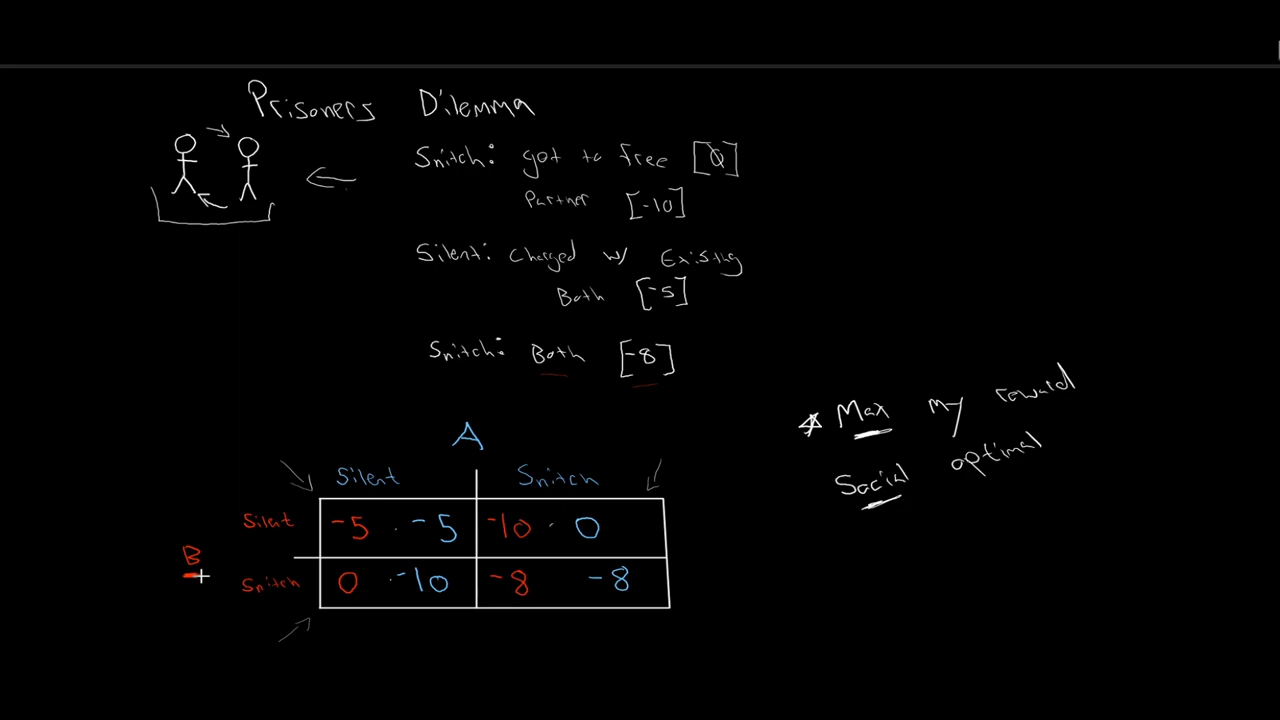 Prisoners Dilemma
Snitch: got to free [0]
Partner [-10]
Silent: Charged w/ Existing
Both [-5]
Snitch: Both [-8]
* Max my reward
Social optimal
A
Silent Snitch
Silent -5 . -5 -10 . 0
B
Snitch 0 . -10 -8 -8